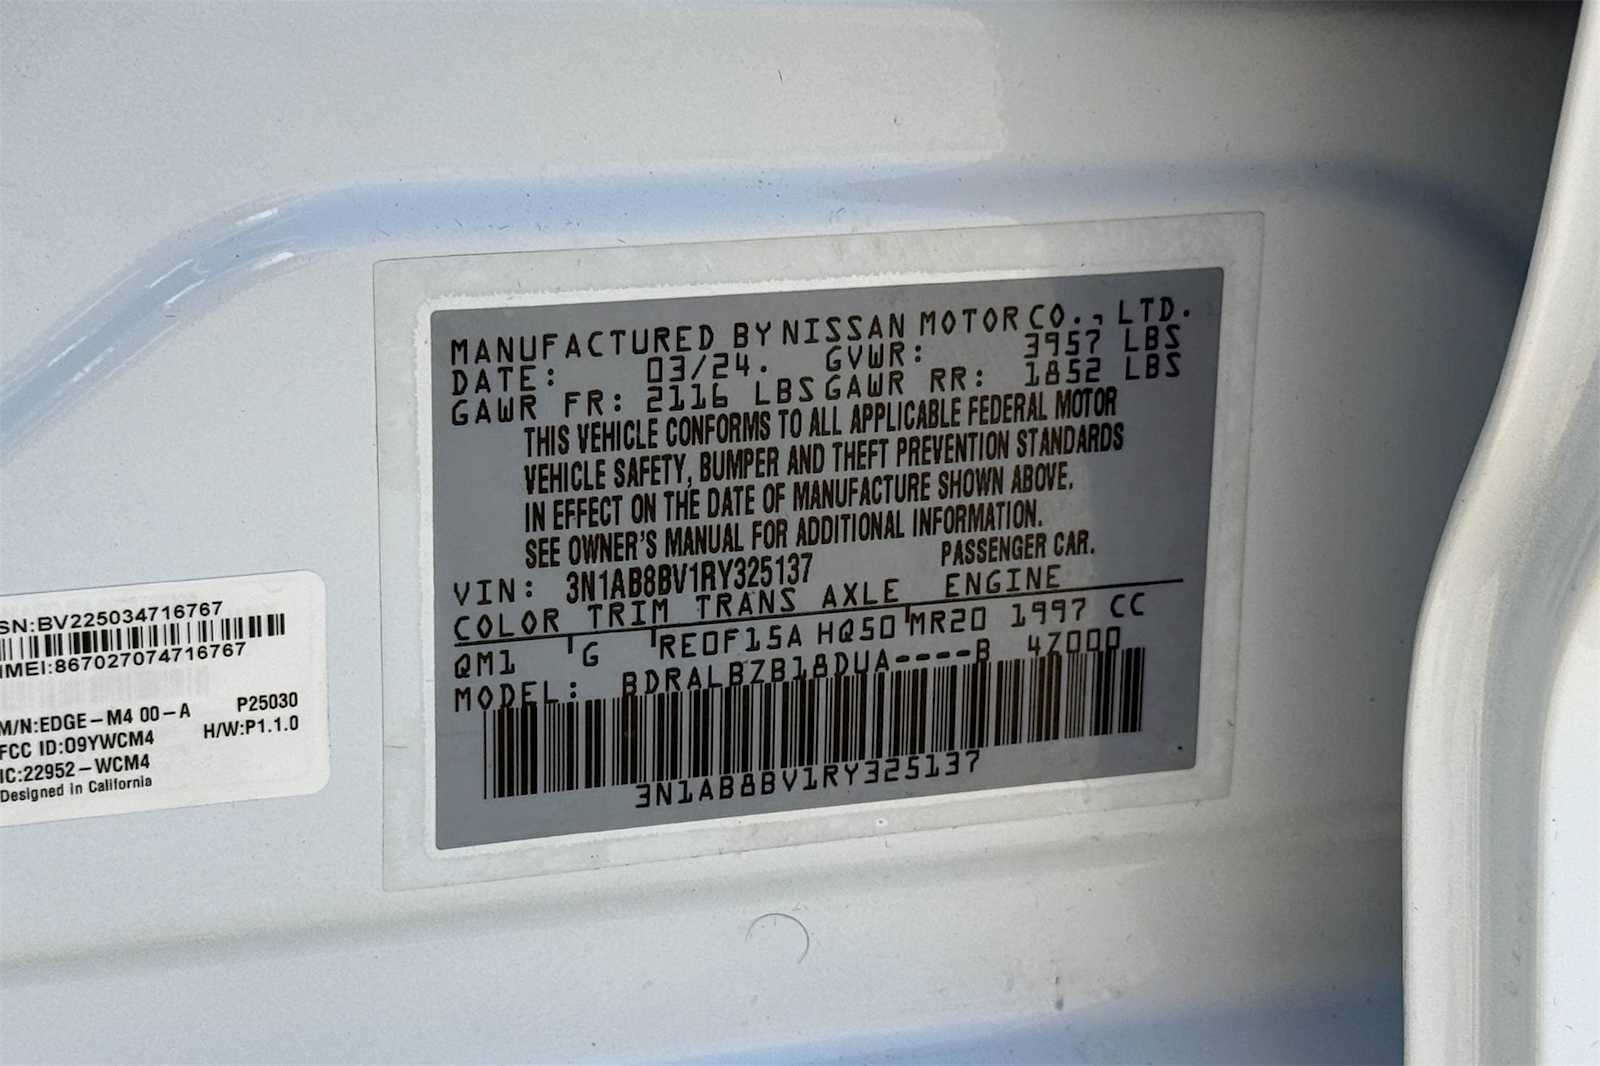 MANUFACTURED BY NISSAN MOTOR CO., LTD.
DATE: 03/24. GVWR: 3957 LBS
GAWR FR: 2116 LBS GAWR RR: 1852 LBS
THIS VEHICLE CONFORMS TO ALL APPLICABLE FEDERAL MOTOR
VEHICLE SAFETY, BUMPER AND THEFT PREVENTION STANDARDS
IN EFFECT ON THE DATE OF MANUFACTURE SHOWN ABOVE.
SEE OWNER'S MANUAL FOR ADDITIONAL INFORMATION.
PASSENGER CAR.
VIN: 3N1AB8BV1RY325137
COLOR TRIM TRANS AXLE ENGINE
QM1 G RE0F15A HQ50 MR20 1997 CC
MODEL: BDRALBZB18DUA----B 47000
3N1AB8BV1RY325137
SN:BV225034716767
IMEI:867027074716767
M/N:EDGE-M4 00-A P25030
FCC ID:O9YWCM4 H/W:P1.1.0
IC:22952-WCM4
Designed in California